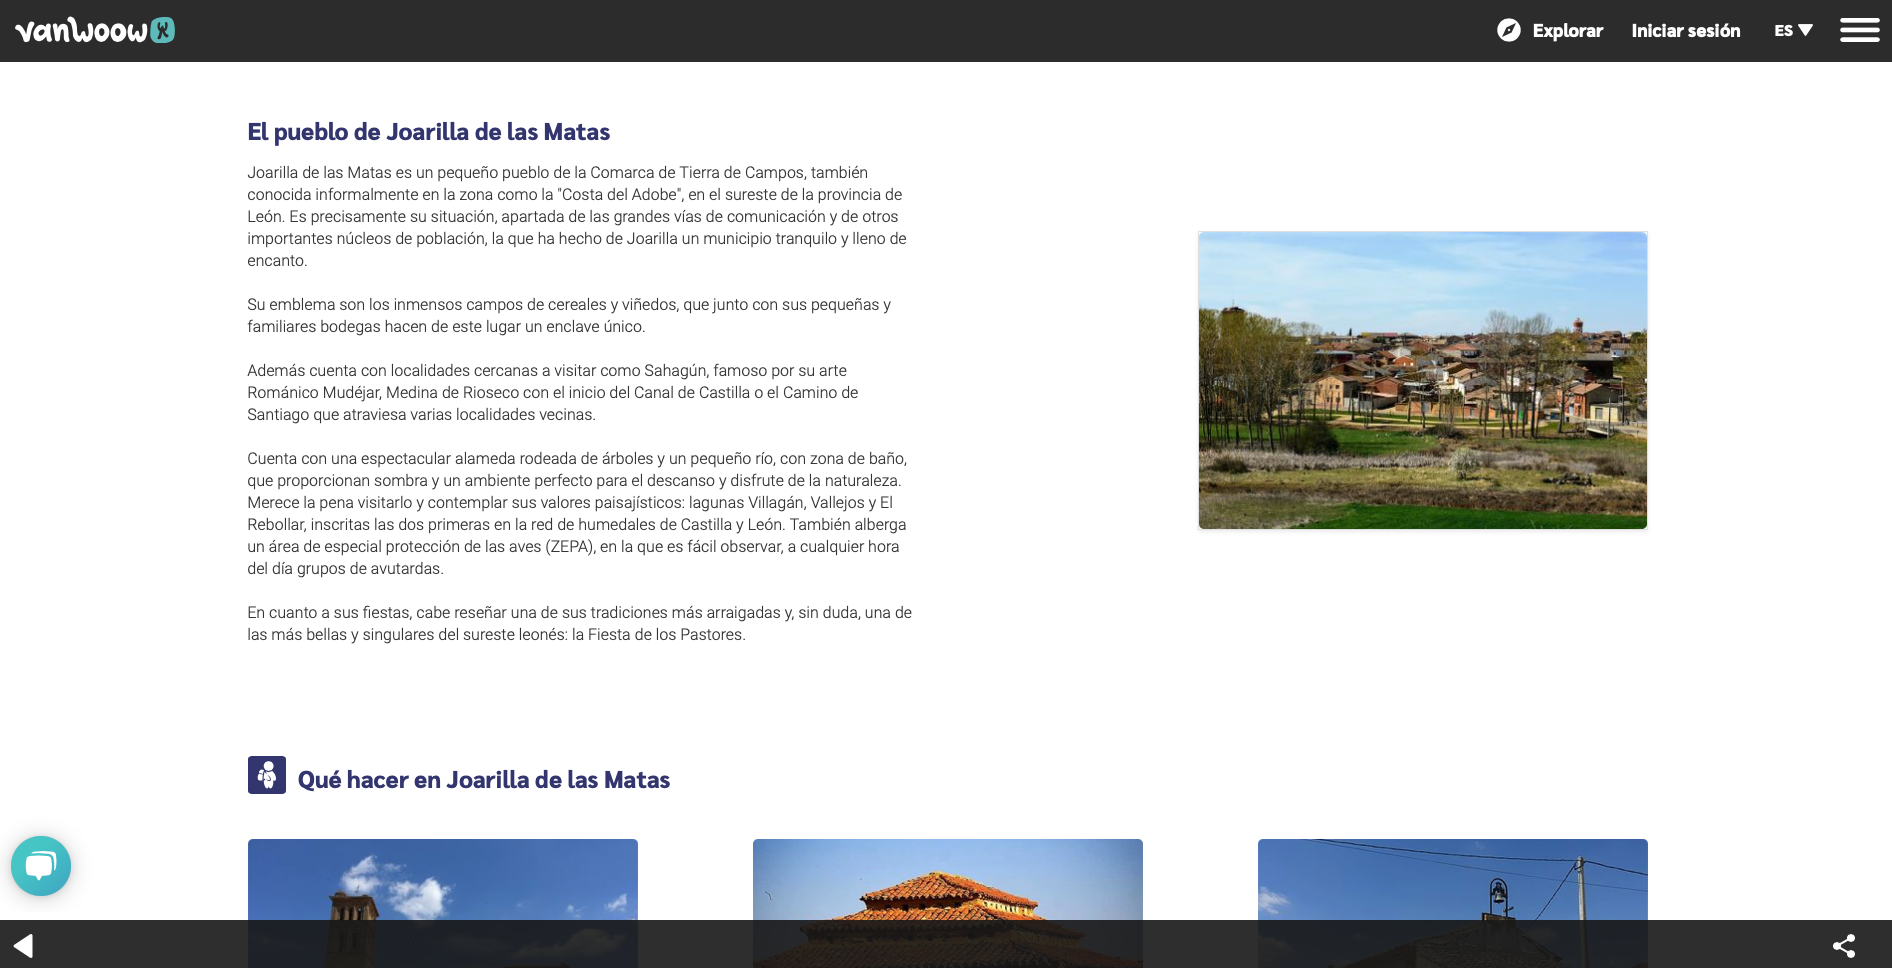 vanWoow
Explorar
Iniciar sesión
ES
El pueblo de Joarilla de las Matas
Joarilla de las Matas es un pequeño pueblo de la Comarca de Tierra de Campos, también
conocida informalmente en la zona como la "Costa del Adobe", en el sureste de la provincia de
León. Es precisamente su situación, apartada de las grandes vías de comunicación y de otros
importantes núcleos de población, la que ha hecho de Joarilla un municipio tranquilo y lleno de
encanto.
Su emblema son los inmensos campos de cereales y viñedos, que junto con sus pequeñas y
familiares bodegas hacen de este lugar un enclave único.
Además cuenta con localidades cercanas a visitar como Sahagún, famoso por su arte
Románico Mudéjar, Medina de Rioseco con el inicio del Canal de Castilla o el Camino de
Santiago que atraviesa varias localidades vecinas.
Cuenta con una espectacular alameda rodeada de árboles y un pequeño río, con zona de baño,
que proporcionan sombra y un ambiente perfecto para el descanso y disfrute de la naturaleza.
Merece la pena visitarlo y contemplar sus valores paisajísticos: lagunas Villagán, Vallejos y El
Rebollar, inscritas las dos primeras en la red de humedales de Castilla y León. También alberga
un área de especial protección de las aves (ZEPA), en la que es fácil observar, a cualquier hora
del día grupos de avutardas.
En cuanto a sus fiestas, cabe reseñar una de sus tradiciones más arraigadas y, sin duda, una de
las más bellas y singulares del sureste leonés: la Fiesta de los Pastores.
Qué hacer en Joarilla de las Matas